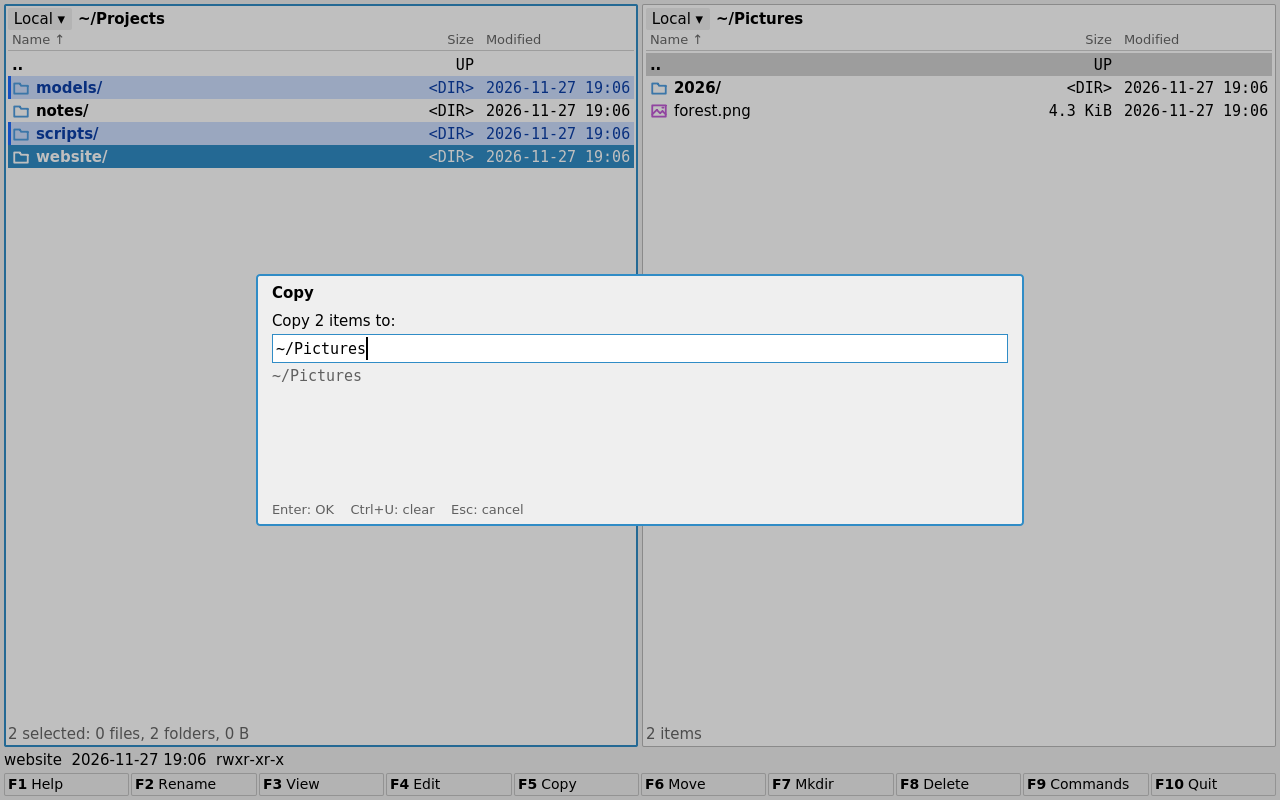 Local ▾ ~/Projects
Name ↑ Size Modified
.. UP
models/ <DIR> 2026-11-27 19:06
notes/ <DIR> 2026-11-27 19:06
scripts/ <DIR> 2026-11-27 19:06
website/ <DIR> 2026-11-27 19:06
2 selected: 0 files, 2 folders, 0 B
Local ▾ ~/Pictures
Name ↑ Size Modified
.. UP
2026/ <DIR> 2026-11-27 19:06
forest.png 4.3 KiB 2026-11-27 19:06
2 items
Copy
Copy 2 items to:
~/Pictures
~/Pictures
Enter: OK Ctrl+U: clear Esc: cancel
website 2026-11-27 19:06 rwxr-xr-x
F1 Help F2 Rename F3 View F4 Edit F5 Copy F6 Move F7 Mkdir F8 Delete F9 Commands F10 Quit